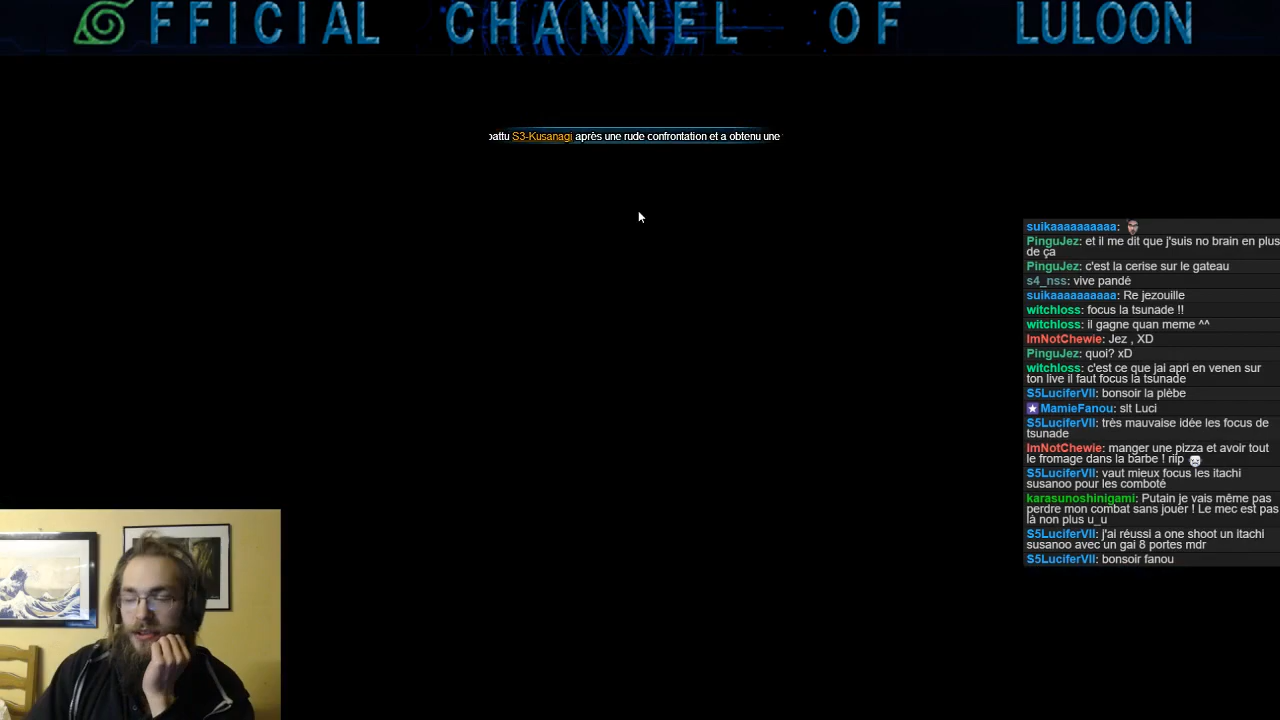 FFICIAL CHANNEL OF LULOON
battu S3-Kusanagi après une rude confrontation et a obtenu une
suikaaaaaaaaaa:
PinguJez: et il me dit que j'suis no brain en plus
de ça
PinguJez: c'est la cerise sur le gateau
s4_nss: vive pandé
suikaaaaaaaaaa: Re jezouille
witchloss: focus la tsunade !!
witchloss: il gagne quan meme ^^
ImNotChewie: Jez , XD
PinguJez: quoi? xD
witchloss: c'est ce que jai apri en venen sur
ton live il faut focus la tsunade
S5LuciferVII: bonsoir la plèbe
MamieFanou: slt Luci
S5LuciferVII: très mauvaise idée les focus de
tsunade
ImNotChewie: manger une pizza et avoir tout
le fromage dans la barbe ! riip
S5LuciferVII: vaut mieux focus les itachi
susanoo pour les comboté
karasunoshinigami: Putain je vais même pas
perdre mon combat sans jouer ! Le mec est pas
là non plus u_u
S5LuciferVII: j'ai réussi a one shoot un itachi
susanoo avec un gai 8 portes mdr
S5LuciferVII: bonsoir fanou